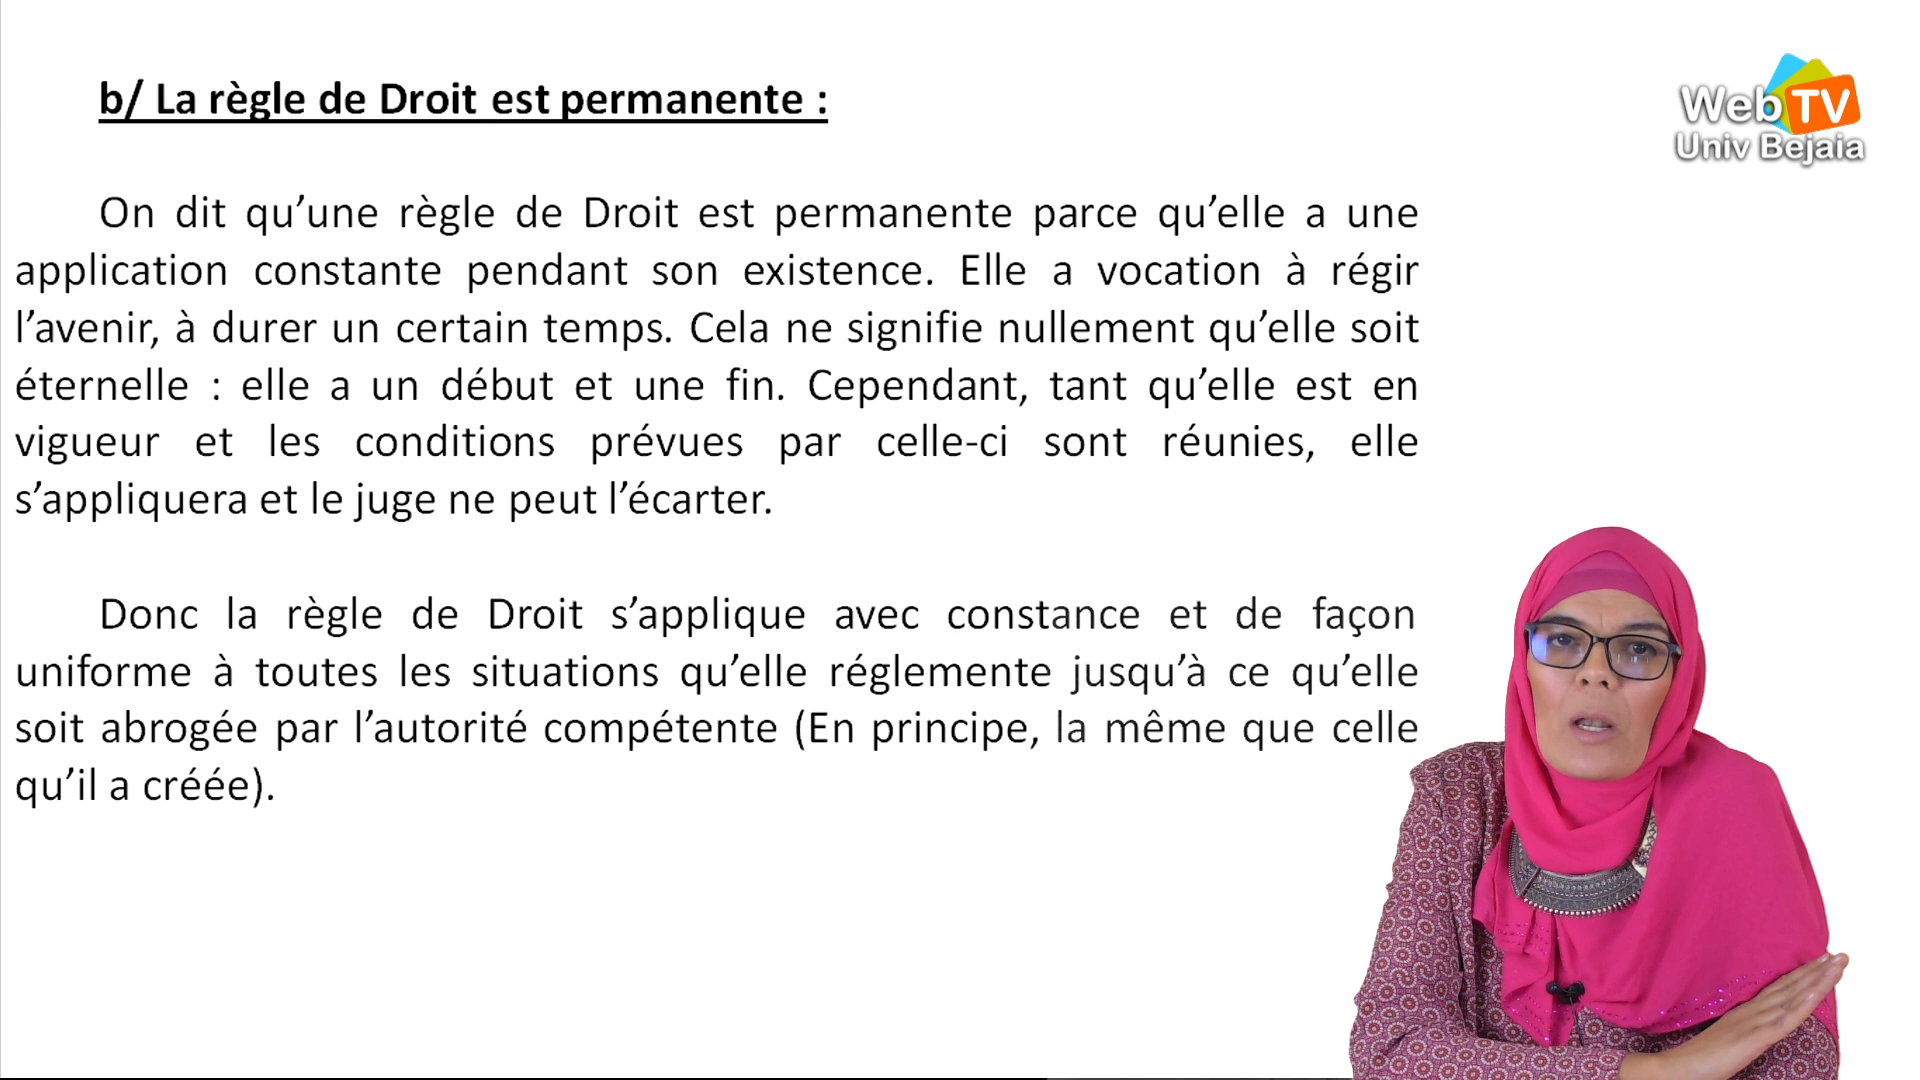 b/ La règle de Droit est permanente :
Web TV
Univ Bejaia
On dit qu’une règle de Droit est permanente parce qu’elle a une
application constante pendant son existence. Elle a vocation à régir
l’avenir, à durer un certain temps. Cela ne signifie nullement qu’elle soit
éternelle : elle a un début et une fin. Cependant, tant qu’elle est en
vigueur et les conditions prévues par celle-ci sont réunies, elle
s’appliquera et le juge ne peut l’écarter.
Donc la règle de Droit s’applique avec constance et de façon
uniforme à toutes les situations qu’elle réglemente jusqu’à ce qu’elle
soit abrogée par l’autorité compétente (En principe, la même que celle
qu’il a créée).